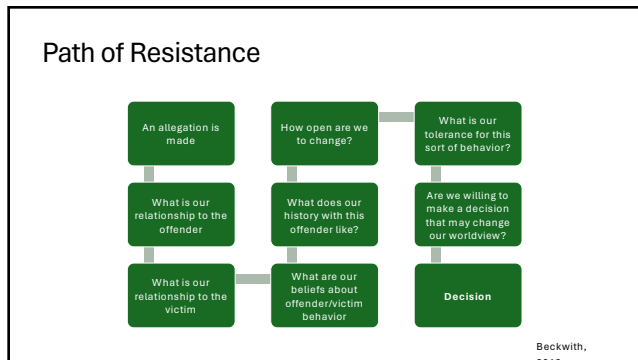 Path of Resistance
An allegation is
made
What is our
relationship to the
offender
What is our
relationship to the
victim
What are our
beliefs about
offender/victim
behavior
What does our
history with this
offender like?
How open are we
to change?
What is our
tolerance for this
sort of behavior?
Are we willing to
make a decision
that may change
our worldview?
Decision
Beckwith,